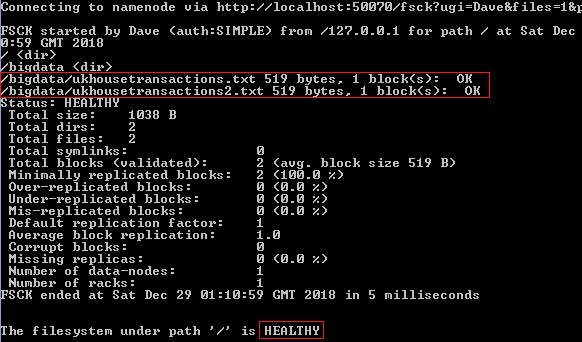 Connecting to namenode via http://localhost:50070/fsck?ugi=Dave&files=1&p
FSCK started by Dave (auth:SIMPLE) from /127.0.0.1 for path / at Sat Dec
0:59 GMT 2018
/ <dir>
/bigdata <dir>
/bigdata/ukhousetransactions.txt 519 bytes, 1 block(s):  OK
/bigdata/ukhousetransactions2.txt 519 bytes, 1 block(s):  OK
Status: HEALTHY
Total size: 1038 B
Total dirs: 2
Total files: 2
Total symlinks: 0
Total blocks (validated): 2 (avg. block size 519 B)
Minimally replicated blocks: 2 (100.0 %)
Over-replicated blocks: 0 (0.0 %)
Under-replicated blocks: 0 (0.0 %)
Mis-replicated blocks: 0 (0.0 %)
Default replication factor: 1
Average block replication: 1.0
Corrupt blocks: 0
Missing replicas: 0 (0.0 %)
Number of data-nodes: 1
Number of racks: 1
FSCK ended at Sat Dec 29 01:10:59 GMT 2018 in 5 milliseconds
The filesystem under path '/' is HEALTHY